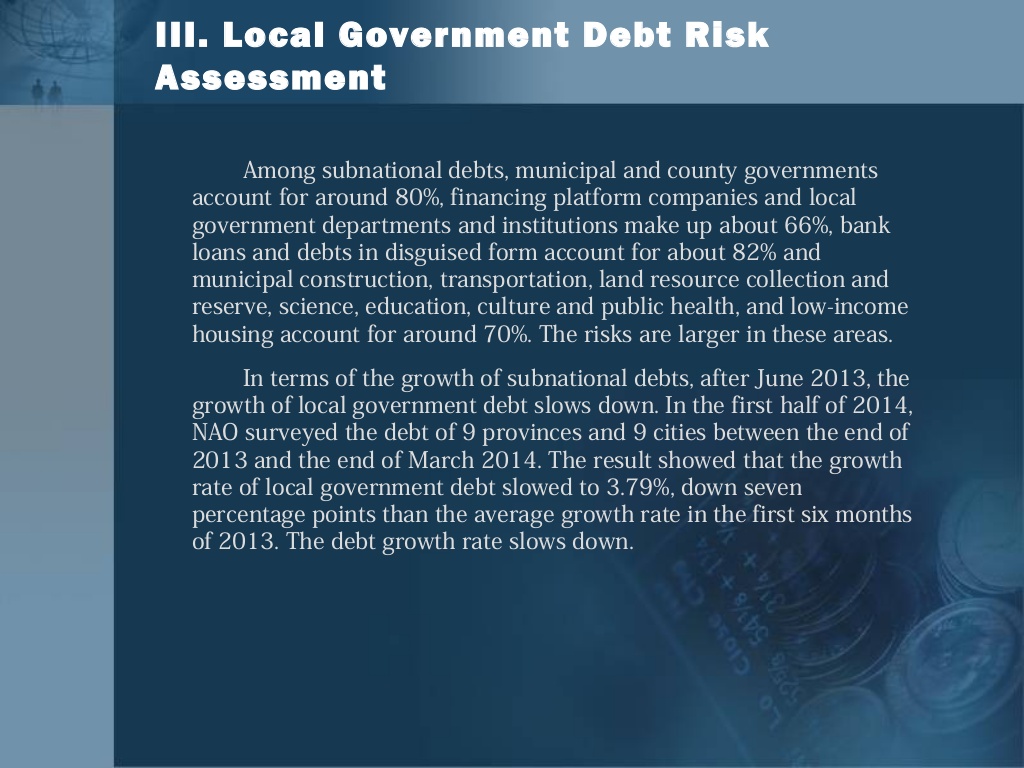 III. Local Government Debt Risk
Assessment
Among subnational debts, municipal and county governments
account for around 80%, financing platform companies and local
government departments and institutions make up about 66%, bank
loans and debts in disguised form account for about 82% and
municipal construction, transportation, land resource collection and
reserve, science, education, culture and public health, and low-income
housing account for around 70%. The risks are larger in these areas.
In terms of the growth of subnational debts, after June 2013, the
growth of local government debt slows down. In the first half of 2014,
NAO surveyed the debt of 9 provinces and 9 cities between the end of
2013 and the end of March 2014. The result showed that the growth
rate of local government debt slowed to 3.79%, down seven
percentage points than the average growth rate in the first six months
of 2013. The debt growth rate slows down.
Close
Lo